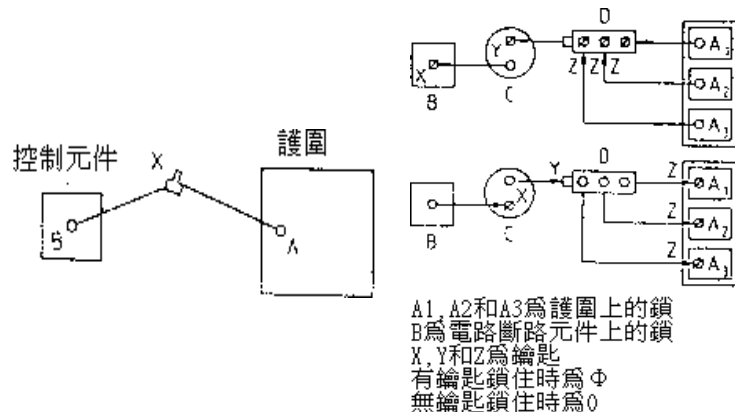 控制元件
X
護圍
B
A
D
Y
X
B
C
Z Z Z
A₃
A₂
A₁
D
Y
X
B
C
Z
Z
Z
A₁
A₂
A₃
A1,A2和A3爲護圍上的鎖
B爲電路斷路元件上的鎖
X,Y和Z爲鑰匙
有鑰匙鎖住時爲Φ
無鑰匙鎖住時爲0